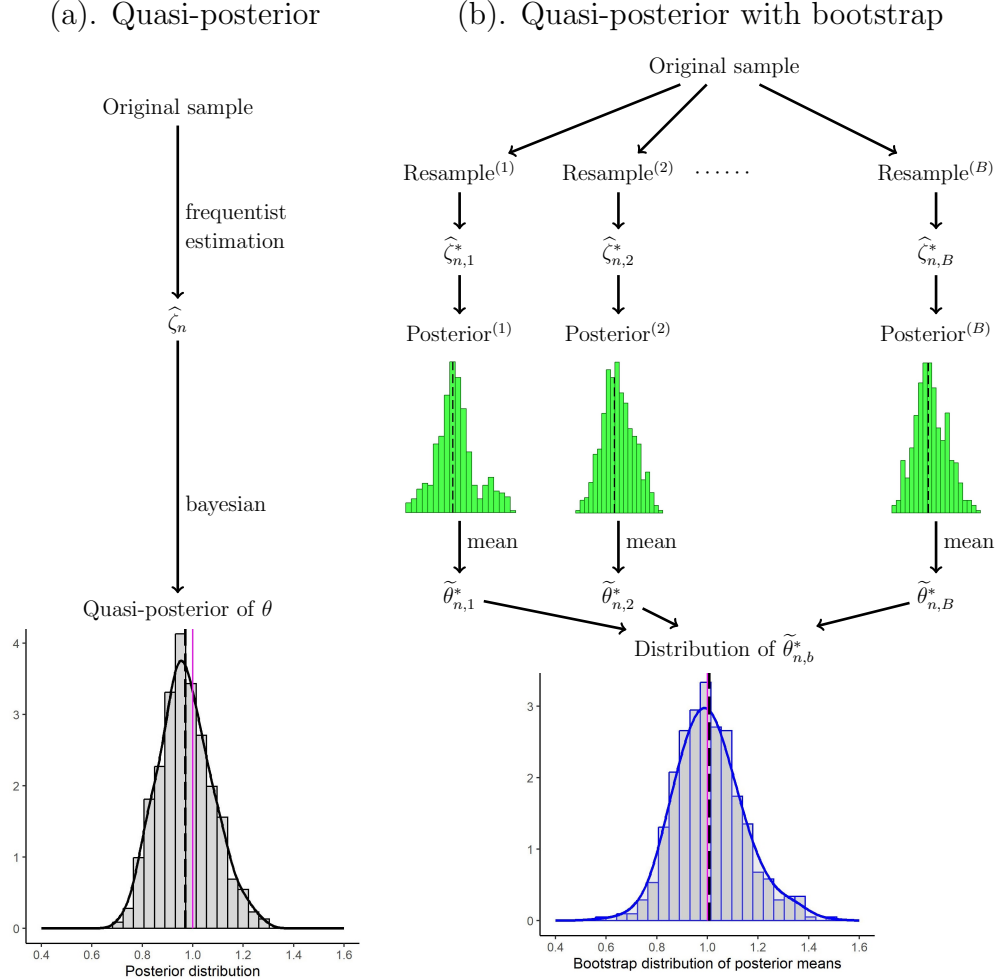 (a). Quasi-posterior
Original sample
frequentist
estimation
ζ̂ₙ
bayesian
Quasi-posterior of θ
4
3
2
1
0
0.4 0.6 0.8 1.0 1.2 1.4 1.6
Posterior distribution
(b). Quasi-posterior with bootstrap
Original sample
Resample⁽¹⁾ Resample⁽²⁾ ······ Resample⁽ᴮ⁾
ζ̂*ₙ,₁ ζ̂*ₙ,₂ ζ̂*n,B
Posterior⁽¹⁾ Posterior⁽²⁾ Posterior⁽ᴮ⁾
mean mean mean
θ̃*ₙ,₁ θ̃*ₙ,₂ θ̃*n,B
Distribution of θ̃*n,b
3
2
1
0
0.4 0.6 0.8 1.0 1.2 1.4 1.6
Bootstrap distribution of posterior means